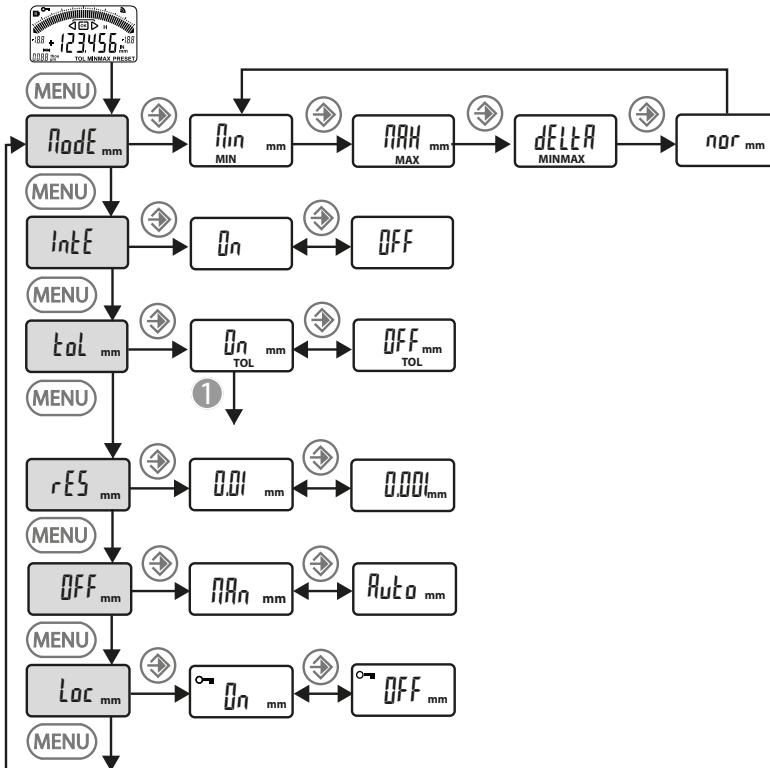 123.456 mm
TOL MINMAX PRESET
MENU
ModE mm
Min mm
MIN
MAX mm
MAX
dELtA
MINMAX
nor mm
MENU
IntE
On
OFF
MENU
toL mm
On mm
TOL
OFF mm
TOL
MENU
1
rES mm
0.01 mm
0.001 mm
MENU
OFF mm
MAn mm
Auto mm
MENU
Loc mm
On mm
OFF mm
MENU